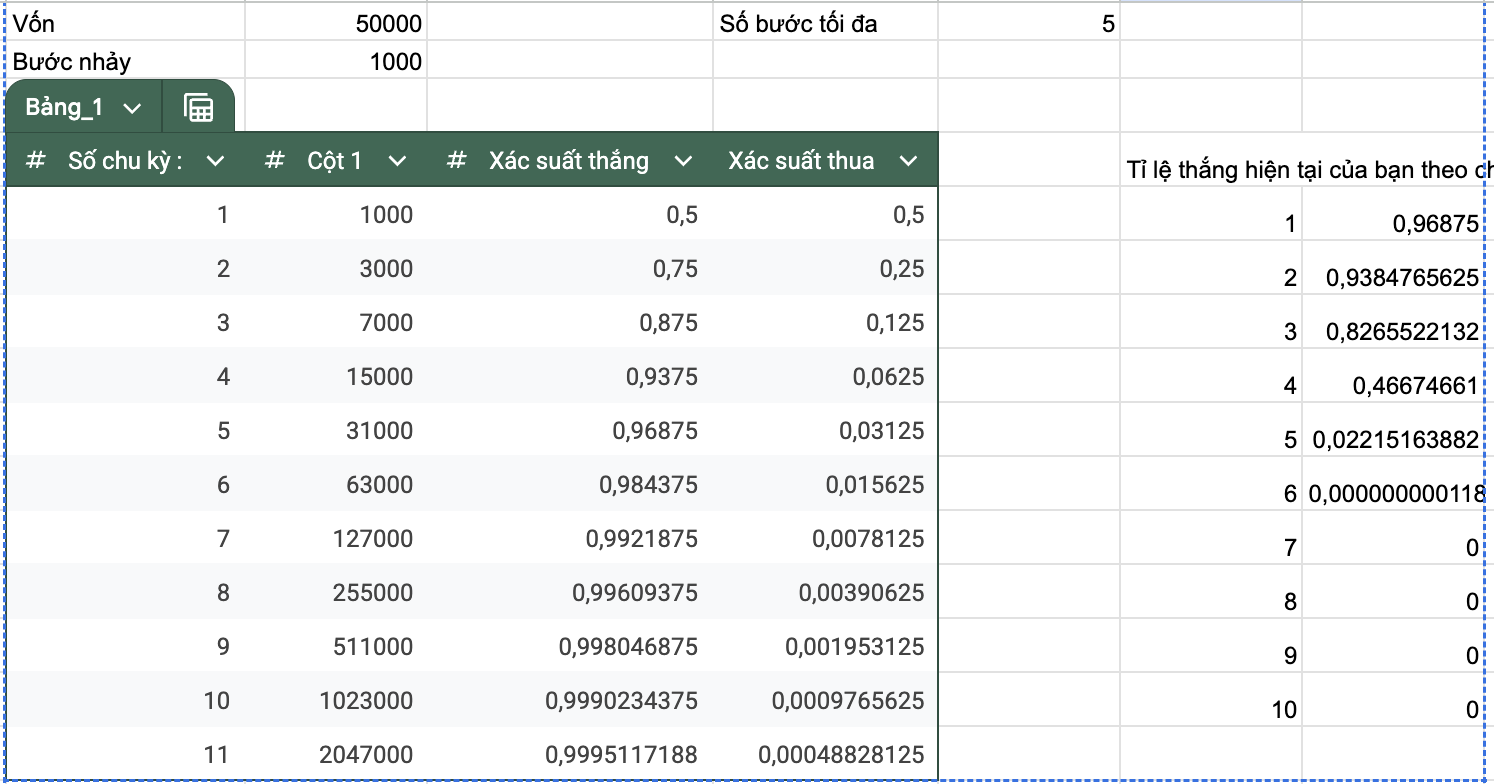 Vốn 50000 Số bước tối đa 5
Bước nhảy 1000
Bảng_1
# Số chu kỳ : # Cột 1 # Xác suất thắng Xác suất thua
Tỉ lệ thắng hiện tại của bạn theo ch
1 1000 0,5 0,5 1 0,96875
2 3000 0,75 0,25 2 0,9384765625
3 7000 0,875 0,125 3 0,8265522132
4 15000 0,9375 0,0625 4 0,46674661
5 31000 0,96875 0,03125 5 0,02215163882
6 63000 0,984375 0,015625 6 0,000000000118
7 127000 0,9921875 0,0078125 7 0
8 255000 0,99609375 0,00390625 8 0
9 511000 0,998046875 0,001953125 9 0
10 1023000 0,9990234375 0,0009765625 10 0
11 2047000 0,9995117188 0,00048828125